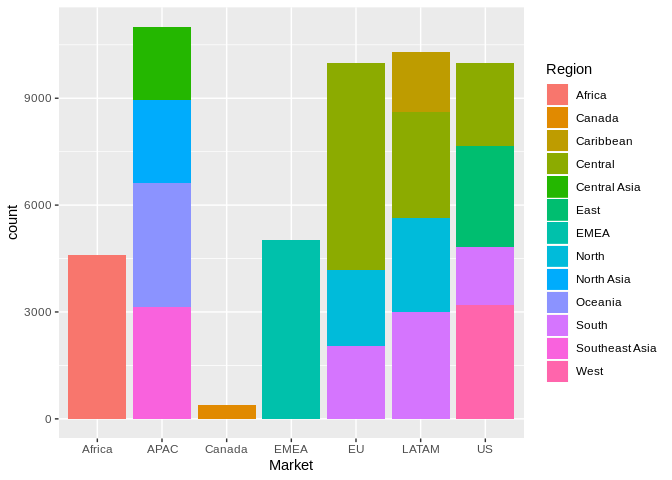 count
9000
6000
3000
0
Africa APAC Canada EMEA EU LATAM US
Market
Region
Africa
Canada
Caribbean
Central
Central Asia
East
EMEA
North
North Asia
Oceania
South
Southeast Asia
West